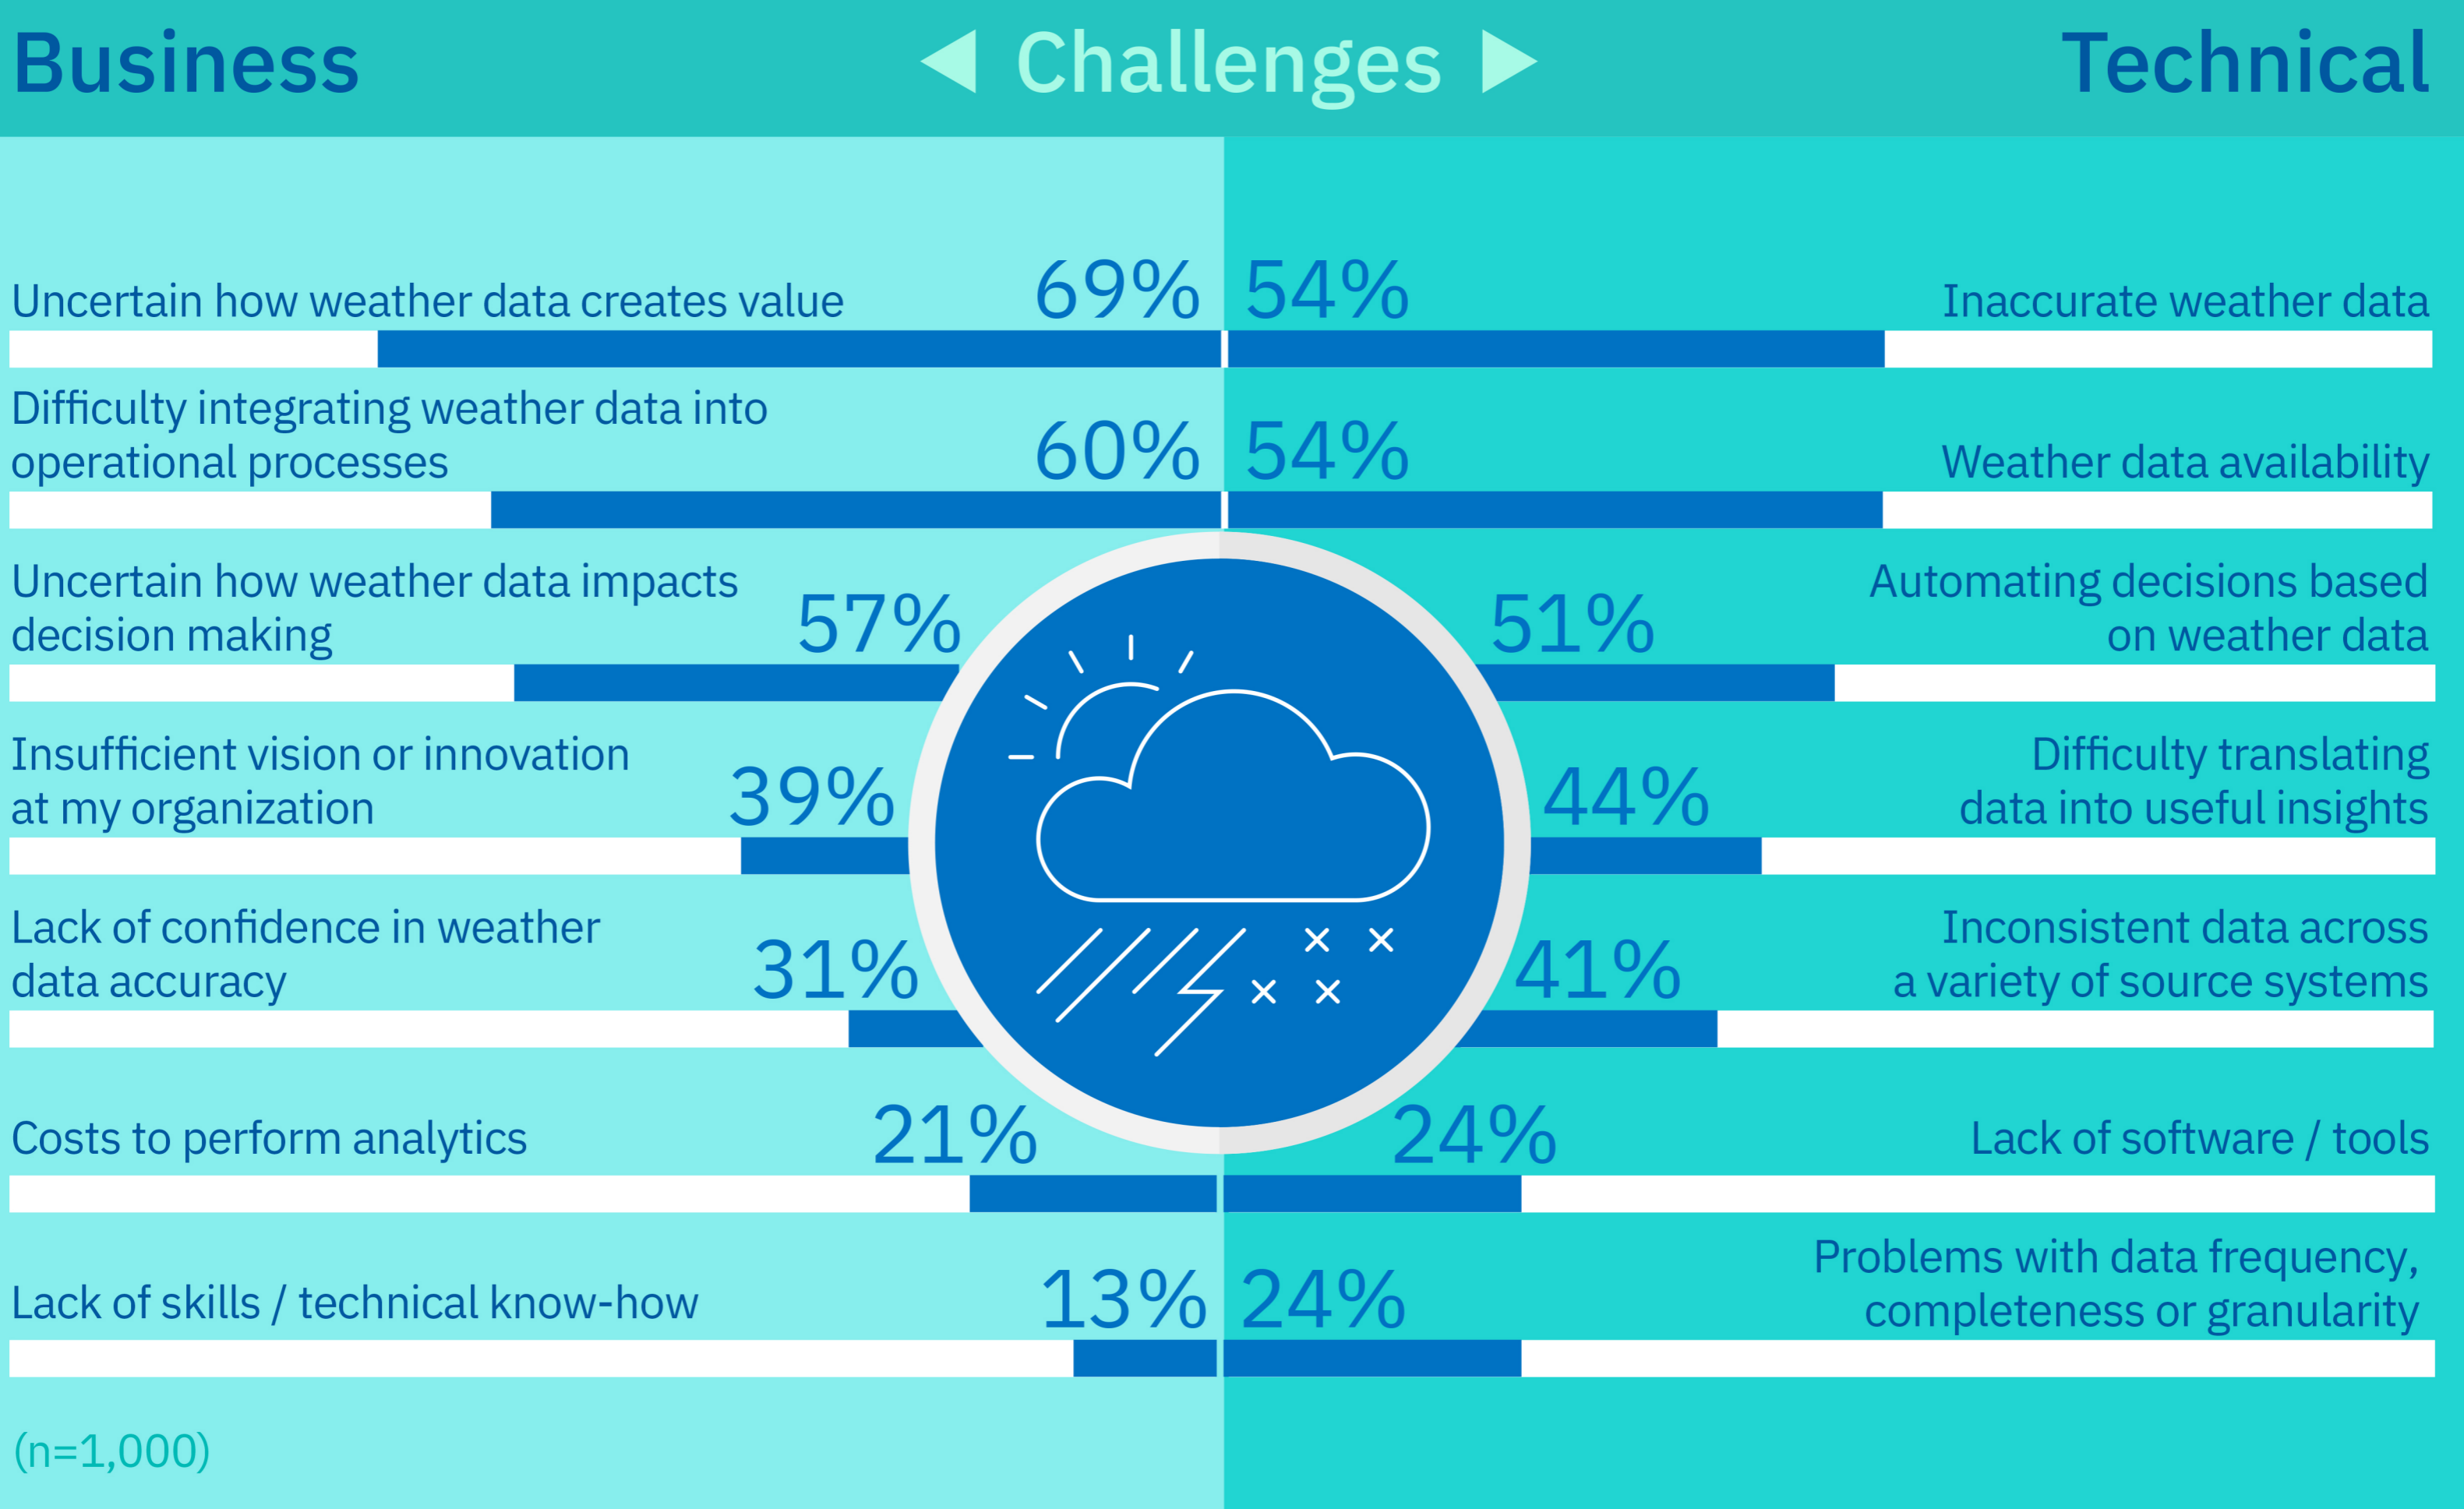 Business
Challenges
Technical
Uncertain how weather data creates value
69%
54%
Inaccurate weather data
Difficulty integrating weather data into
operational processes
60%
54%
Weather data availability
Uncertain how weather data impacts
decision making
57%
51%
Automating decisions based
on weather data
Insufficient vision or innovation
at my organization
39%
44%
Difficulty translating
data into useful insights
Lack of confidence in weather
data accuracy
31%
41%
Inconsistent data across
a variety of source systems
Costs to perform analytics
21%
24%
Lack of software / tools
Lack of skills / technical know-how
13%
24%
Problems with data frequency,
completeness or granularity
(n=1,000)